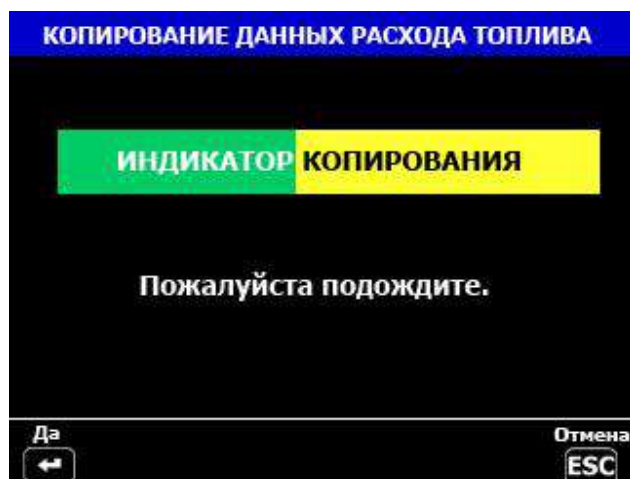 КОПИРОВАНИЕ ДАННЫХ РАСХОДА ТОПЛИВА
ИНДИКАТОР КОПИРОВАНИЯ
Пожалуйста подождите.
Да
Отмена
ESC